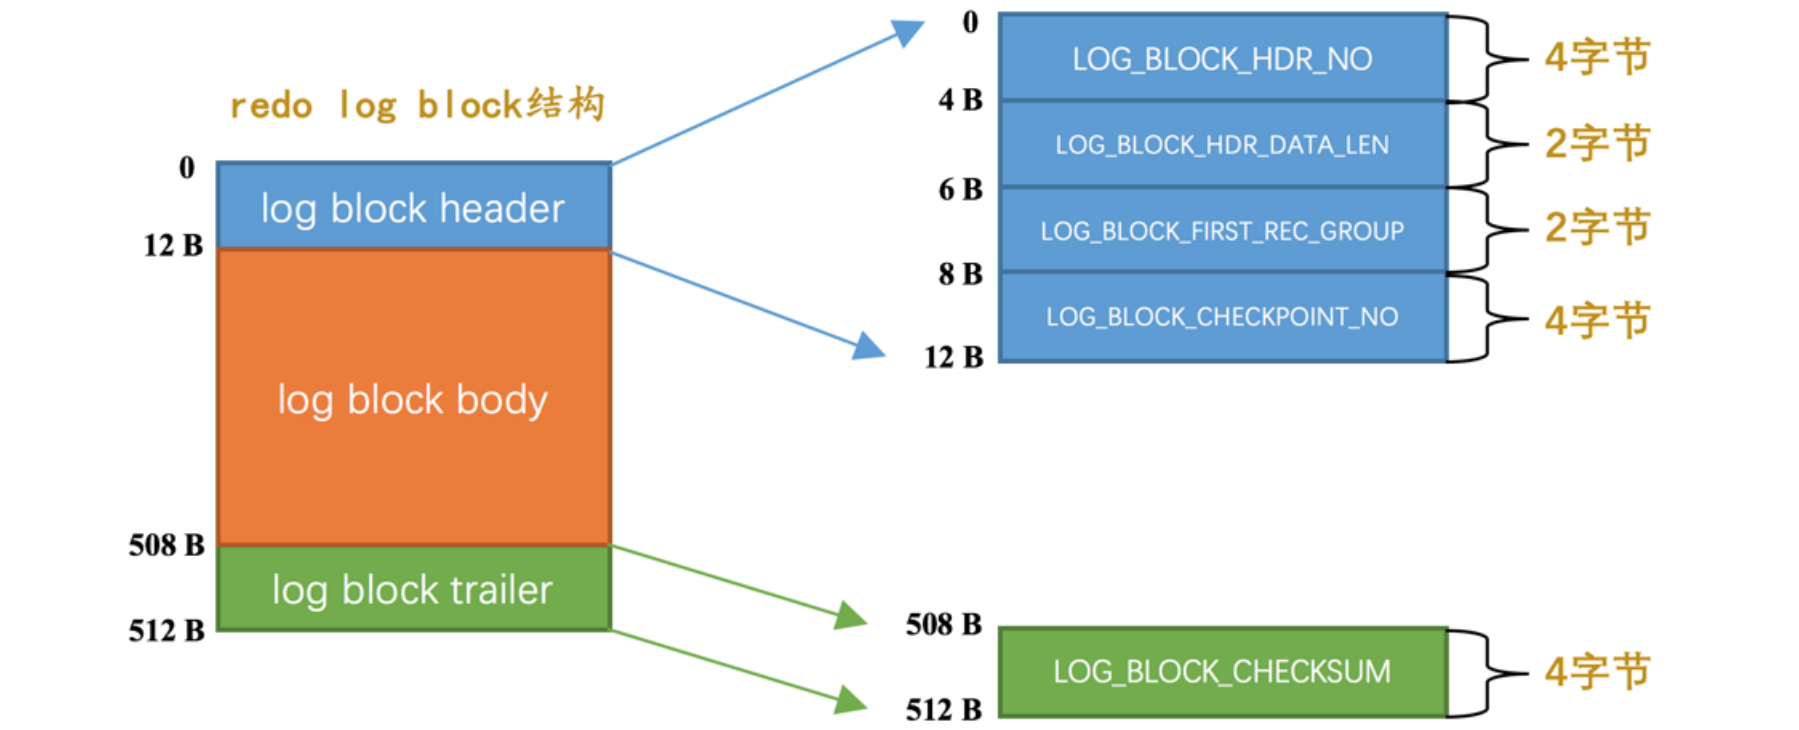 redo log block结构
0
log block header
12 B
log block body
508 B
log block trailer
512 B
0
LOG_BLOCK_HDR_NO
4字节
4 B
LOG_BLOCK_HDR_DATA_LEN
2字节
6 B
LOG_BLOCK_FIRST_REC_GROUP
2字节
8 B
LOG_BLOCK_CHECKPOINT_NO
4字节
12 B
508 B
LOG_BLOCK_CHECKSUM
4字节
512 B